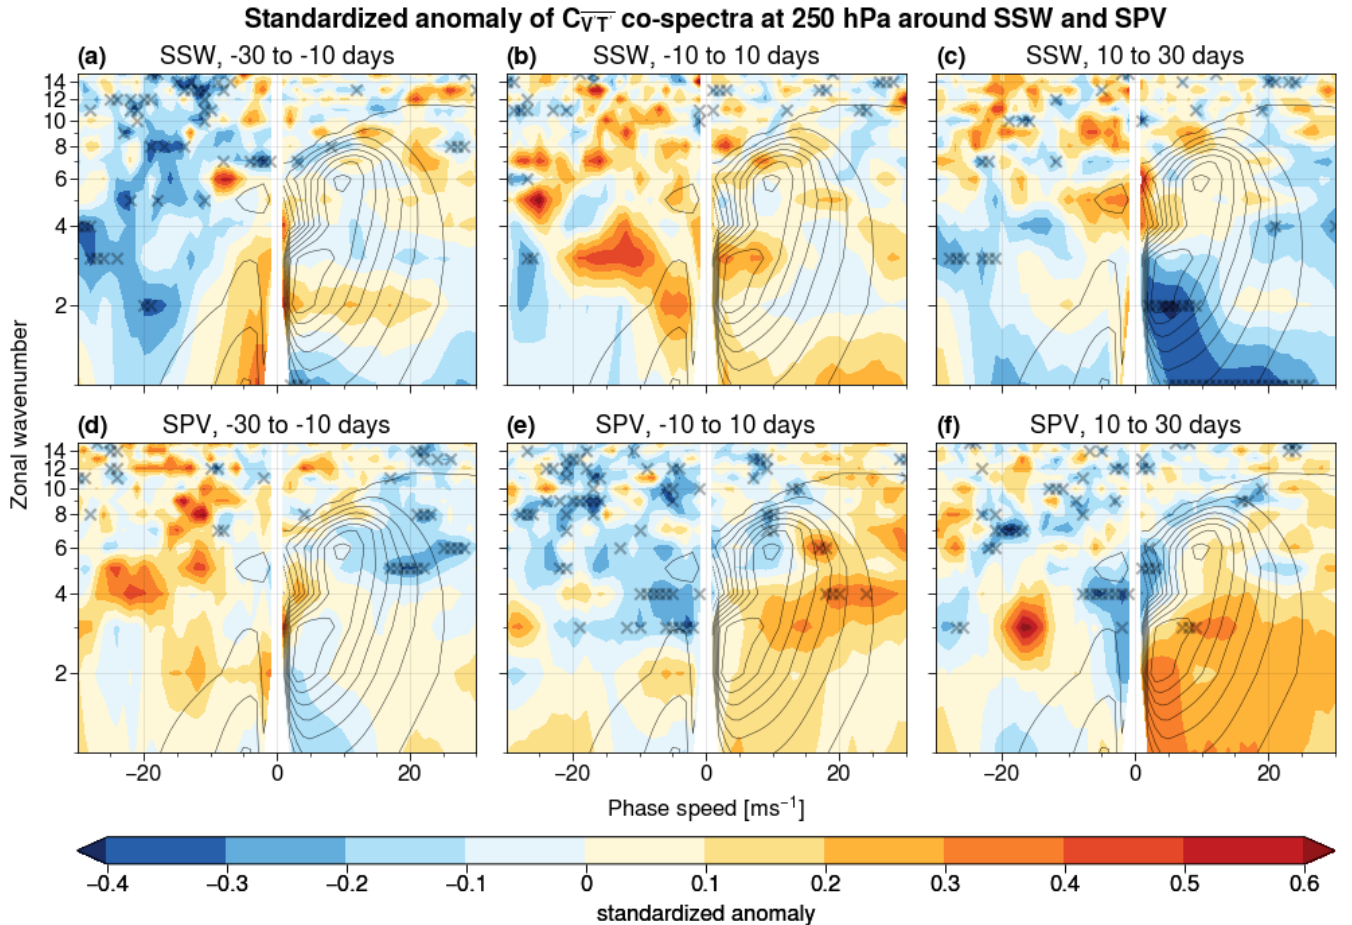 Standardized anomaly of C_V'T' co-spectra at 250 hPa around SSW and SPV
(a) SSW, -30 to -10 days
(b) SSW, -10 to 10 days
(c) SSW, 10 to 30 days
14
12
10
8
6
4
2
(d) SPV, -30 to -10 days
(e) SPV, -10 to 10 days
(f) SPV, 10 to 30 days
14
12
10
8
6
4
2
Zonal wavenumber
−20 0 20
−20 0 20
−20 0 20
Phase speed [ms⁻¹]
−0.4 −0.3 −0.2 −0.1 0 0.1 0.2 0.3 0.4 0.5 0.6
standardized anomaly